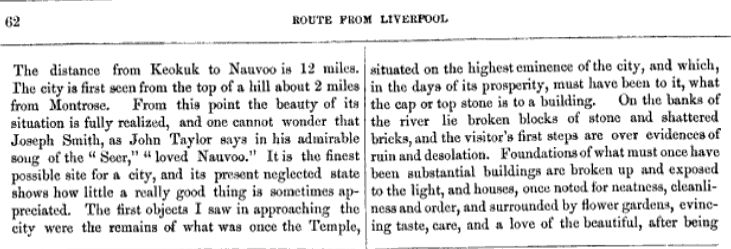 62
ROUTE FROM LIVERPOOL
The distance from Keokuk to Nauvoo is 12 miles.
The city is first seen from the top of a hill about 2 miles
from Montrose. From this point the beauty of its
situation is fully realized, and one cannot wonder that
Joseph Smith, as John Taylor says in his admirable
song of the “Seer,” “loved Nauvoo.” It is the finest
possible site for a city, and its present neglected state
shows how little a really good thing is sometimes ap-
preciated. The first objects I saw in approaching the
city were the remains of what was once the Temple,
situated on the highest eminence of the city, and which,
in the days of its prosperity, must have been to it, what
the cap or top stone is to a building. On the banks of
the river lie broken blocks of stone and shattered
bricks, and the visitor's first steps are over evidences of
ruin and desolation. Foundations of what must once have
been substantial buildings are broken up and exposed
to the light, and houses, once noted for neatness, cleanli-
ness and order, and surrounded by flower gardens, evinc-
ing taste, care, and a love of the beautiful, after being